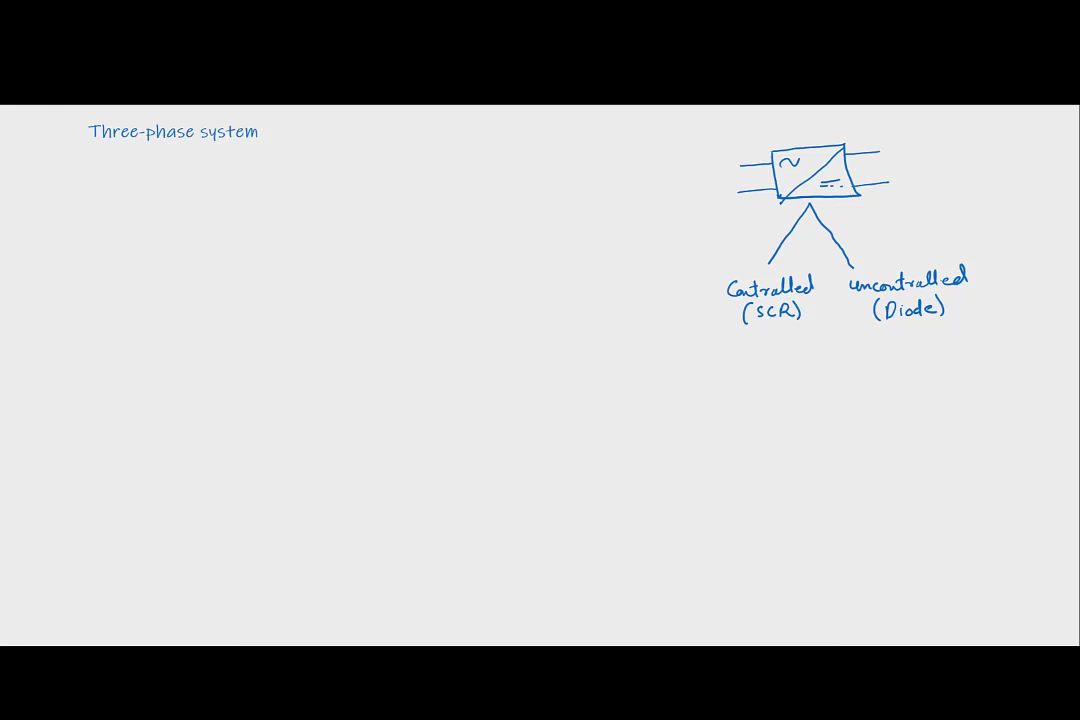 Three-phase system
Controlled
(SCR)
uncontrolled
(Diode)